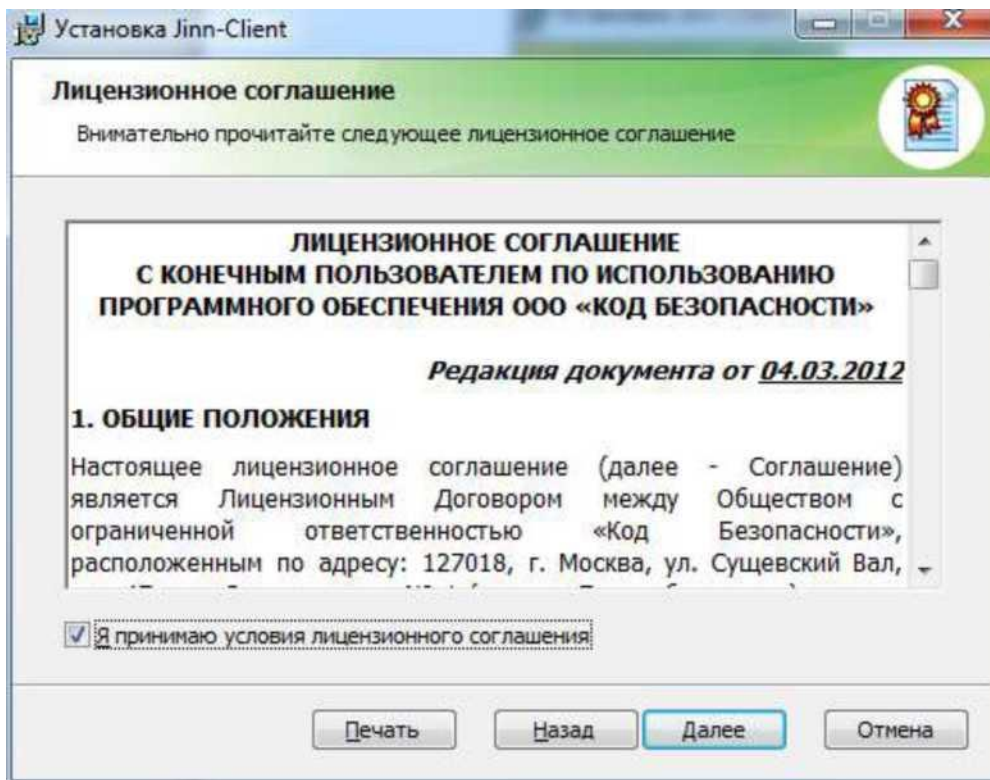 Установка Jinn-Client
Лицензионное соглашение
Внимательно прочитайте следующее лицензионное соглашение
ЛИЦЕНЗИОННОЕ СОГЛАШЕНИЕ
С КОНЕЧНЫМ ПОЛЬЗОВАТЕЛЕМ ПО ИСПОЛЬЗОВАНИЮ
ПРОГРАММНОГО ОБЕСПЕЧЕНИЯ ООО «КОД БЕЗОПАСНОСТИ»
Редакция документа от 04.03.2012
1. ОБЩИЕ ПОЛОЖЕНИЯ
Настоящее лицензионное соглашение (далее - Соглашение)
является Лицензионным Договором между Обществом с
ограниченной ответственностью «Код Безопасности»,
расположенным по адресу: 127018, г. Москва, ул. Сущевский Вал,
Я принимаю условия лицензионного соглашения
Печать Назад Далее Отмена